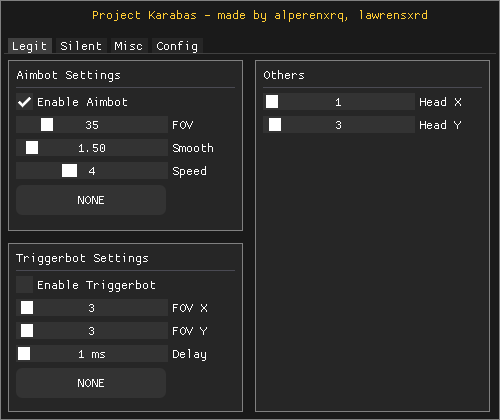 Project Karabas - made by alperenxrq, lawrensxrd
Legit Silent Misc Config
Aimbot Settings
Enable Aimbot
35 FOV
1.50 Smooth
4 Speed
NONE
Triggerbot Settings
Enable Triggerbot
3 FOV X
3 FOV Y
1 ms Delay
NONE
Others
1 Head X
3 Head Y